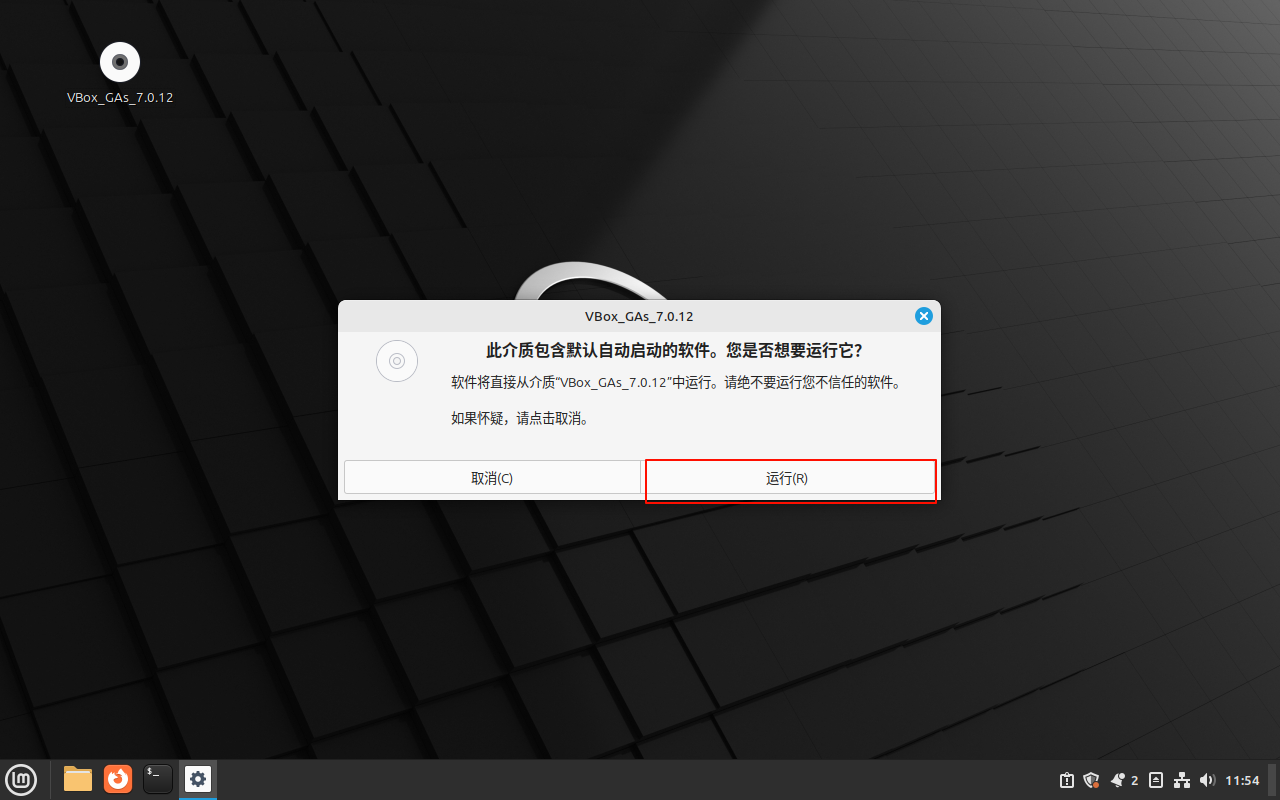 VBox_GAs_7.0.12
VBox_GAs_7.0.12
此介质包含默认自动启动的软件。您是否想要运行它?
软件将直接从介质“VBox_GAs_7.0.12”中运行。请绝不要运行您不信任的软件。
如果怀疑，请点击取消。
取消(C)
运行(R)
$_
2
11:54